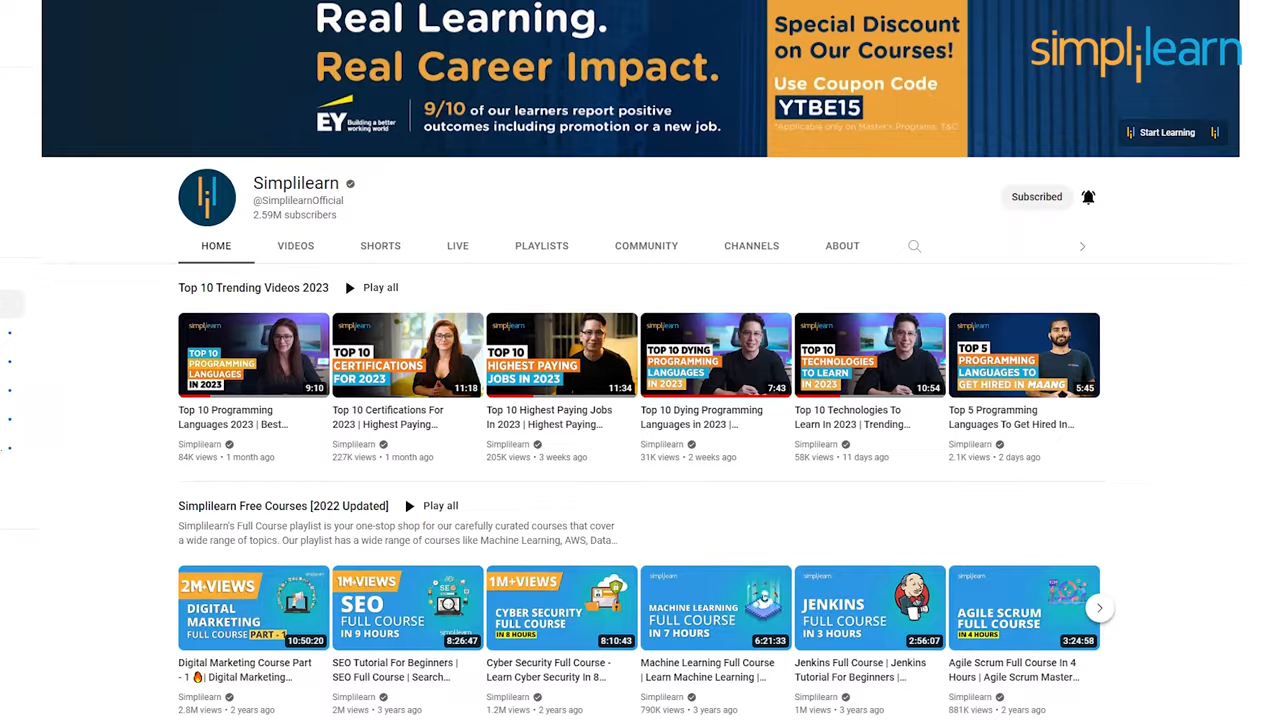 Real Learning.
Real Career Impact.
EY Building a better
working world
9/10 of our learners report positive
outcomes including promotion or a new job.
Special Discount
on Our Courses!
Use Coupon Code
YTBE15
*Applicable only on Master's Programs. T&C
simplilearn
Start Learning
Simplilearn
@SimplilearnOfficial
2.59M subscribers
Subscribed
HOME VIDEOS SHORTS LIVE PLAYLISTS COMMUNITY CHANNELS ABOUT
Top 10 Trending Videos 2023 Play all
simplilearn
TOP 10
PROGRAMMING
LANGUAGES
IN 2023
9:10
Top 10 Programming
Languages 2023 | Best...
Simplilearn
84K views • 1 month ago
simplilearn
TOP 10
CERTIFICATIONS
FOR 2023
11:18
Top 10 Certifications For
2023 | Highest Paying...
Simplilearn
227K views • 1 month ago
simplilearn
TOP 10
HIGHEST PAYING
JOBS IN 2023
11:34
Top 10 Highest Paying Jobs
In 2023 | Highest Paying...
Simplilearn
205K views • 3 weeks ago
simplilearn
TOP 10 DYING
PROGRAMMING
LANGUAGES
IN 2023
7:43
Top 10 Dying Programming
Languages in 2023 |...
Simplilearn
31K views • 2 weeks ago
simplilearn
TOP 10
TECHNOLOGIES
TO LEARN
IN 2023
10:54
Top 10 Technologies To
Learn In 2023 | Trending...
Simplilearn
58K views • 11 days ago
simplilearn
TOP 5
PROGRAMMING
LANGUAGES TO
GET HIRED IN MAANG
5:45
Top 5 Programming
Languages To Get Hired In...
Simplilearn
2.1K views • 2 days ago
Simplilearn Free Courses [2022 Updated] Play all
Simplilearn's Full Course playlist is your one-stop shop for our carefully curated courses that cover
a wide range of topics. Our playlist has a wide range of courses like Machine Learning, AWS, Data...
2M+VIEWS
DIGITAL
MARKETING
FULL COURSE PART - 1
10:50:20
Digital Marketing Course Part
- 1 🔥| Digital Marketing...
Simplilearn
2.8M views • 2 years ago
1M+VIEWS
SEO
SEO
FULL COURSE
IN 9 HOURS
simplilearn
8:26:47
SEO Tutorial For Beginners |
SEO Full Course | Search...
Simplilearn
2M views • 3 years ago
1M+VIEWS
CYBER SECURITY
FULL COURSE
IN 8 HOURS
8:10:43
Cyber Security Full Course -
Learn Cyber Security In 8...
Simplilearn
1.2M views • 2 years ago
simplilearn
MACHINE LEARNING
FULL COURSE
IN 7 HOURS
6:21:33
Machine Learning Full Course
| Learn Machine Learning |...
Simplilearn
790K views • 3 years ago
simplilearn
JENKINS
FULL COURSE
IN 3 HOURS
2:56:07
Jenkins Full Course | Jenkins
Tutorial For Beginners |...
Simplilearn
1M views • 3 years ago
simplilearn
AGILE SCRUM
FULL COURSE
IN 4 HOURS
3:24:58
Agile Scrum Full Course In 4
Hours | Agile Scrum Master...
Simplilearn
881K views • 2 years ago